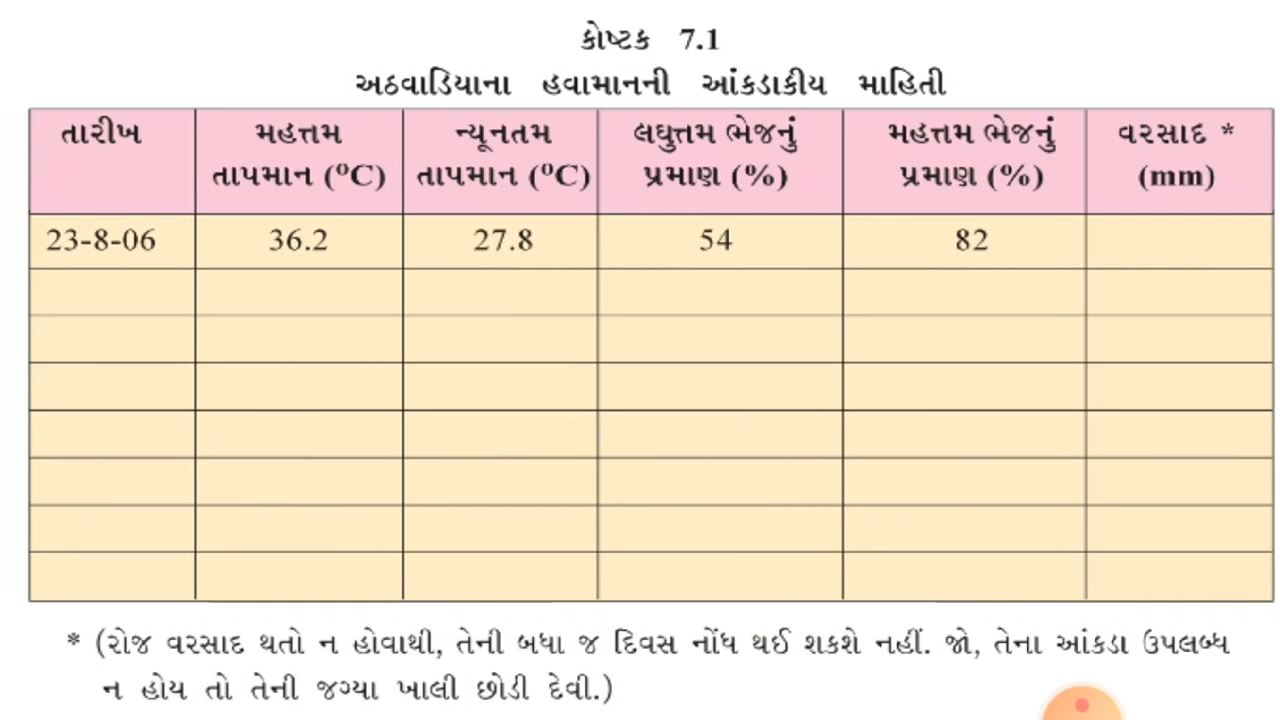 કોષ્ટક 7.1
અઠવાડિયાના હવામાનની આંકડાકીય માહિતી
તારીખ મહત્તમ ન્યૂનતમ લઘુત્તમ ભેજનું મહત્તમ ભેજનું વરસાદ *
તાપમાન (°C) તાપમાન (°C) પ્રમાણ (%) પ્રમાણ (%) (mm)
23-8-06 36.2 27.8 54 82
* (રોજ વરસાદ થતો ન હોવાથી, તેની બધા જ દિવસ નોંધ થઈ શકશે નહીં. જો, તેના આંકડા ઉપલબ્ધ
ન હોય તો તેની જગ્યા ખાલી છોડી દેવી.)